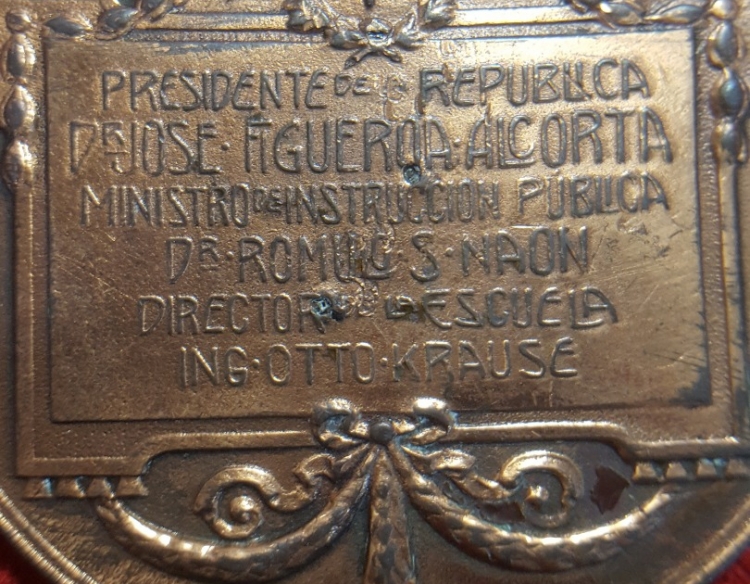 PRESIDENTE DE LA REPUBLICA
DR JOSE · FIGUEROA · ALCORTA
MINISTRO DE INSTRUCCION PÚBLICA
DR · ROMULO · S · NAON
DIRECTOR DE LA ESCUELA
ING · OTTO · KRAUSE